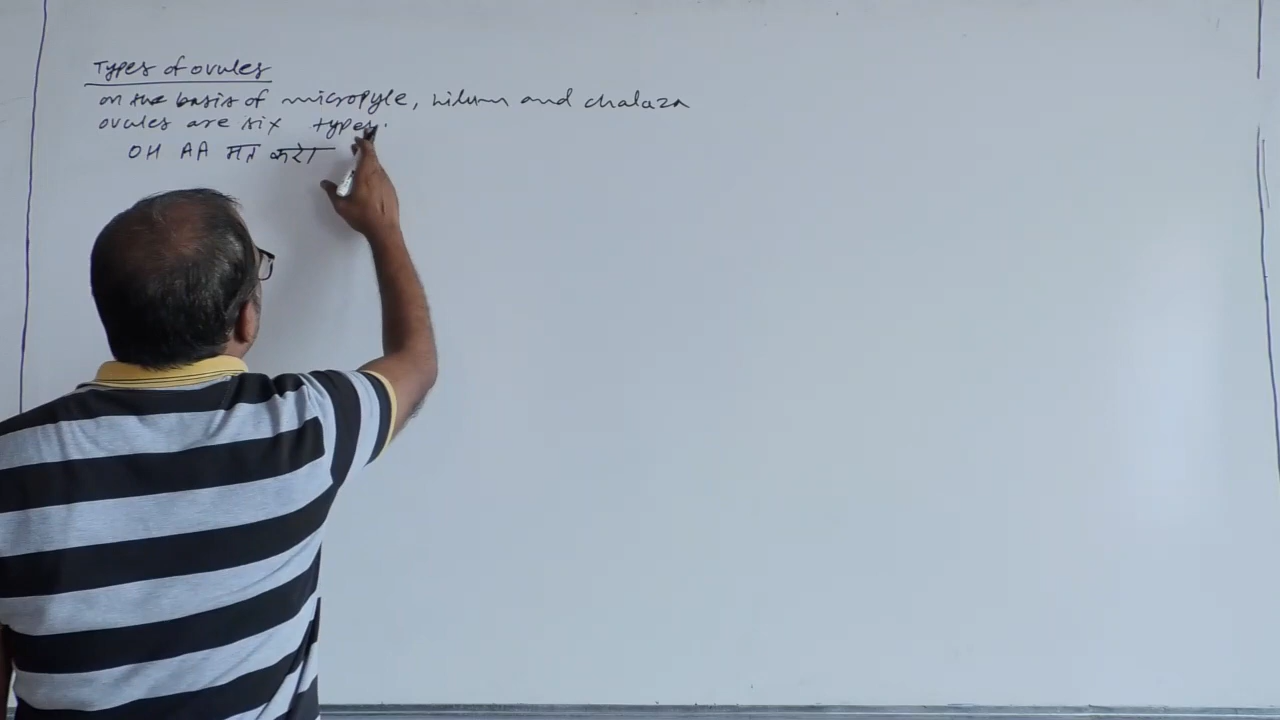 Types of ovules
on the basis of micropyle, hilum and chalaza
ovules are six types.
OH AA मत करो